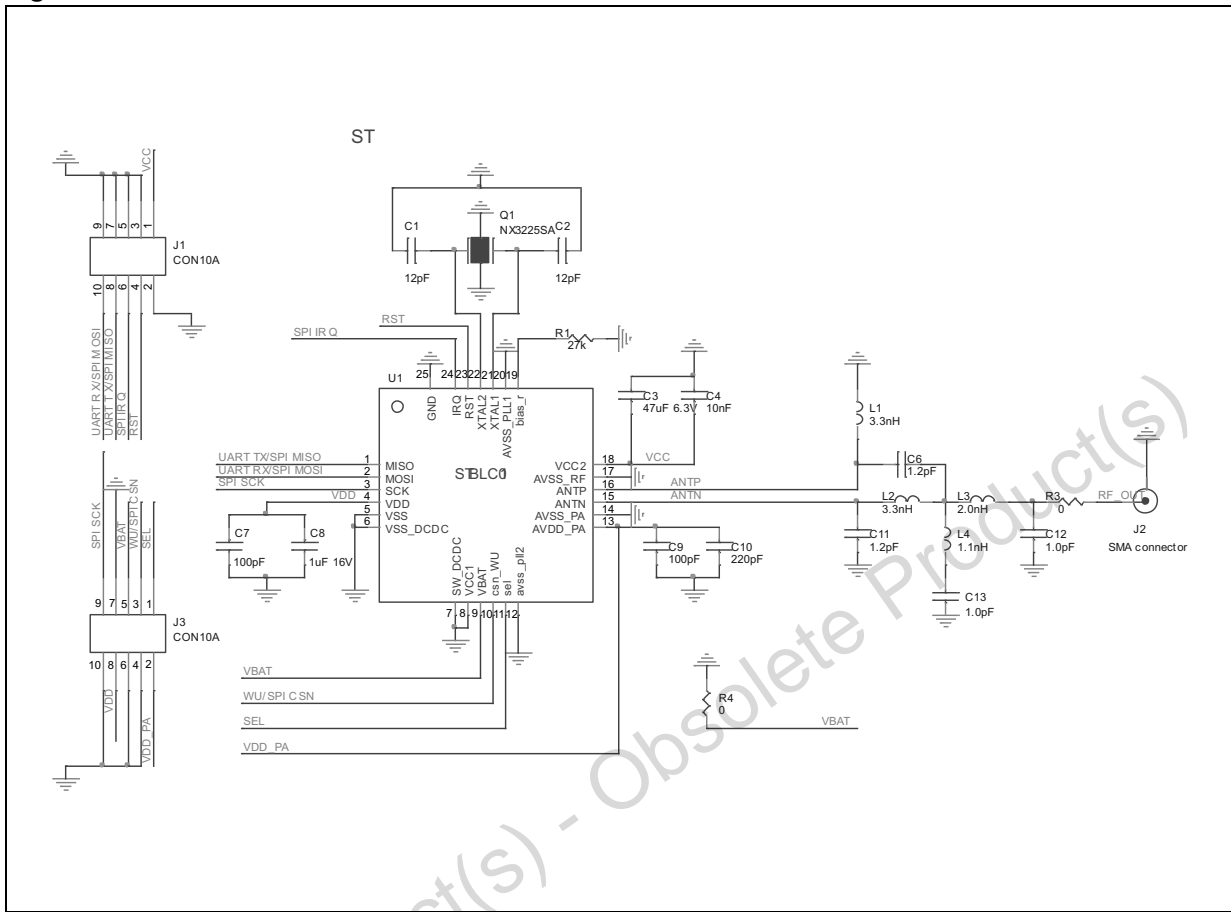 ST
VCC
9 7 5 3 1
J1
CON10A
10 8 6 4 2
UART RX/SPI MOSI
UART TX/SPI MISO
SPI IRQ
RST
SPI SCK
VBAT
WU/SPI CSN
SEL
9 7 5 3 1
J3
CON10A
10 8 6 4 2
VDD
VDD_PA
C1
12pF
Q1
NX3225SA
C2
12pF
RST
SPI IRQ
R1
27k
25 24 23 22 21 20 19
U1
GND
IRQ
RST
XTAL2
XTAL1
AVSS_PLL1
bias_r
C3
47uF 6.3V
C4
10nF
UART TX/SPI MISO 1 MISO
UART RX/SPI MOSI 2 MOSI
SPI SCK 3 SCK
VDD 4 VDD
5 VSS
6 VSS_DCDC
VCC2 18 VCC
AVSS_RF 17
ANTP 16 ANTP
ANTN 15 ANTN
AVSS_PA 14
AVDD_PA 13
SW_DCDC
VCC1
VBAT
csn_WU
sel
avss_pll2
7 8 9 10 11 12
C7
100pF
C8
1uF 16V
C9
100pF
C10
220pF
L1
3.3nH
C6
1.2pF
L2
3.3nH
L3
2.0nH
R3
0
RF_OUT
J2
SMA connector
C11
1.2pF
L4
1.1nH
C12
1.0pF
C13
1.0pF
VBAT
WU/SPI CSN
SEL
VDD_PA
R4
0
VBAT
ct(s) - Obsolete Product(s)